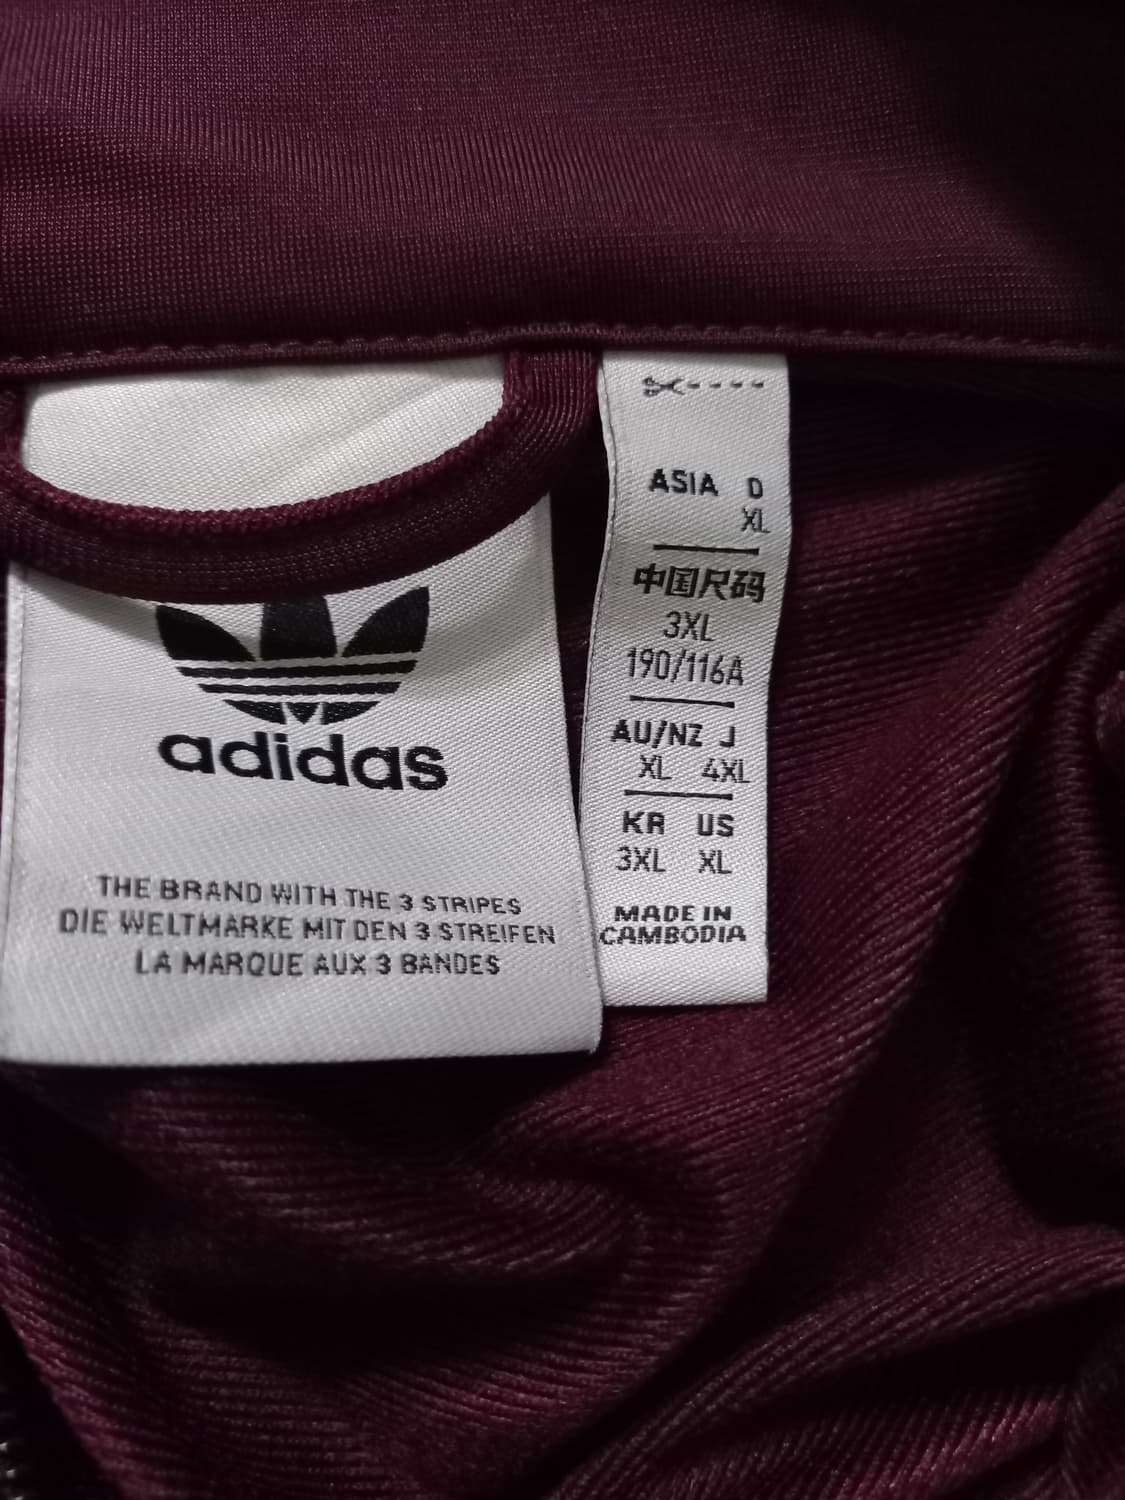 adidas
THE BRAND WITH THE 3 STRIPES
DIE WELTMARKE MIT DEN 3 STREIFEN
LA MARQUE AUX 3 BANDES
ASIA D
XL
中国尺码
3XL
190/116A
AU/NZ J
XL 4XL
KR US
3XL XL
MADE IN
CAMBODIA